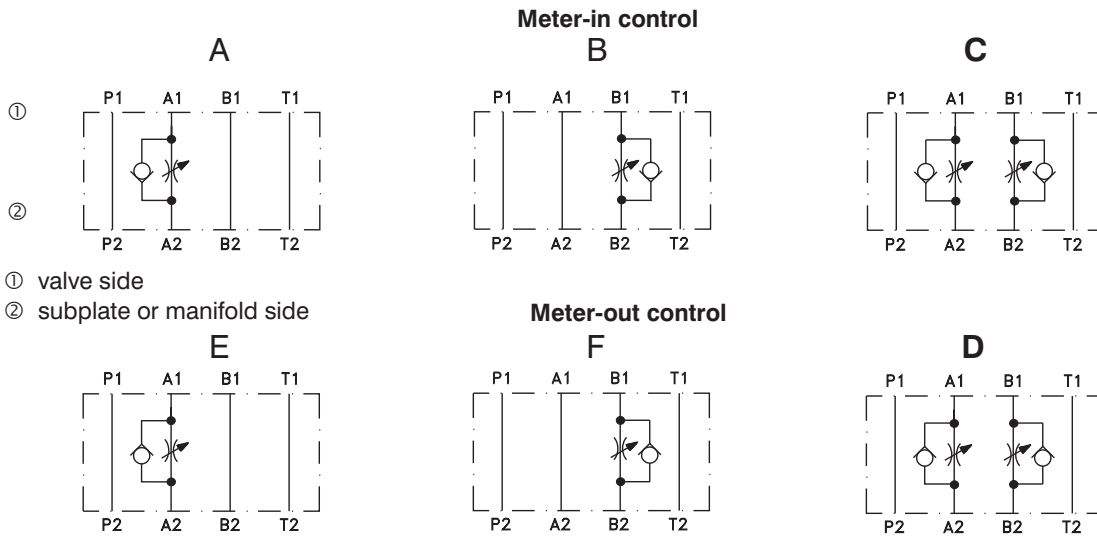 Meter-in control
A B C
P1 A1 B1 T1 P1 A1 B1 T1 P1 A1 B1 T1
①
②
P2 A2 B2 T2 P2 A2 B2 T2 P2 A2 B2 T2
① valve side
② subplate or manifold side
Meter-out control
E F D
P1 A1 B1 T1 P1 A1 B1 T1 P1 A1 B1 T1
P2 A2 B2 T2 P2 A2 B2 T2 P2 A2 B2 T2